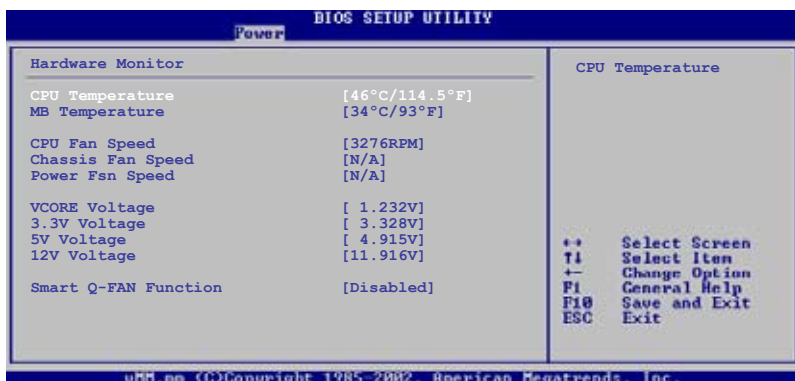 BIOS SETUP UTILITY
Power
Hardware Monitor
CPU Temperature [46°C/114.5°F]
MB Temperature [34°C/93°F]
CPU Fan Speed [3276RPM]
Chassis Fan Speed [N/A]
Power Fsn Speed [N/A]
VCORE Voltage [ 1.232V]
3.3V Voltage [ 3.328V]
5V Voltage [ 4.915V]
12V Voltage [11.916V]
Smart Q-FAN Function [Disabled]
CPU Temperature
←→ Select Screen
↑↓ Select Item
+- Change Option
F1 General Help
F10 Save and Exit
ESC Exit
(C)Copyright 1985-2002, American Megatrends, Inc.